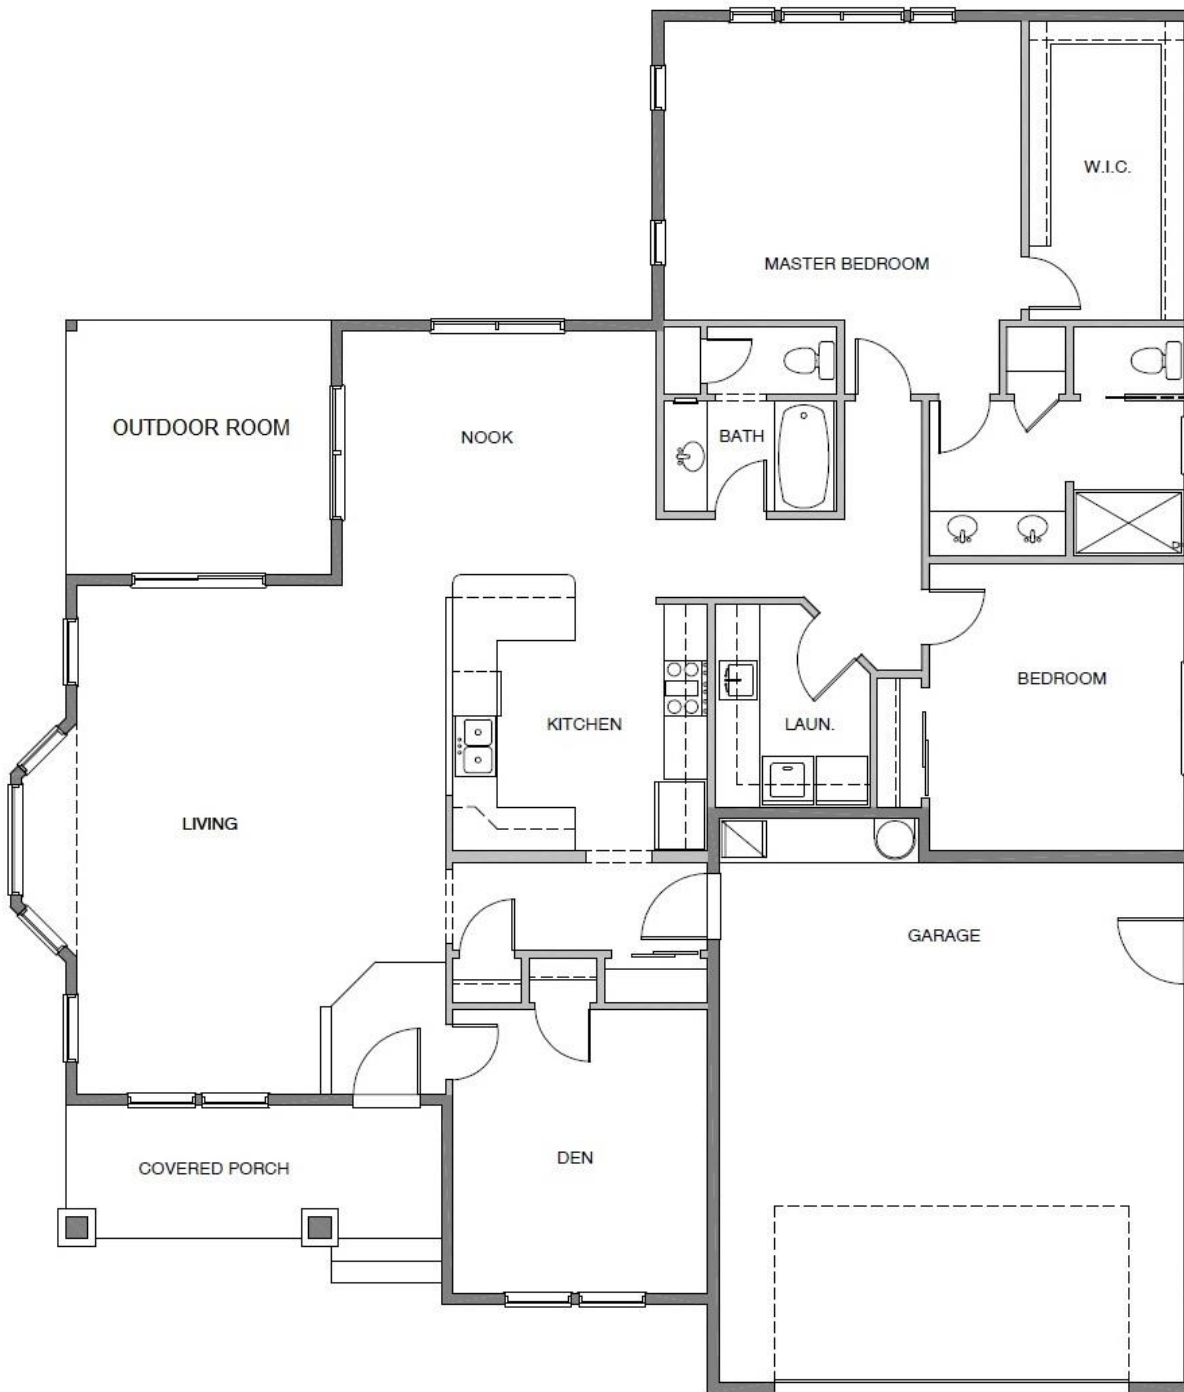 W.I.C.
MASTER BEDROOM
OUTDOOR ROOM
NOOK
BATH
BEDROOM
KITCHEN
LAUN.
LIVING
GARAGE
DEN
COVERED PORCH